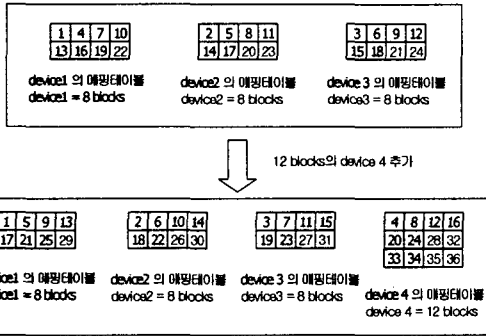 1 4 7 10 2 5 8 11 3 6 9 12
13 16 19 22 14 17 20 23 15 18 21 24
device1 의 매핑테이블 device2 의 매핑테이블 device 3 의 매핑테이블
device1 = 8 blocks device2 = 8 blocks device3 = 8 blocks
12 blocks의 device 4 추가
1 5 9 13 2 6 10 14 3 7 11 15 4 8 12 16
17 21 25 29 18 22 26 30 19 23 27 31 20 24 28 32
33 34 35 36
ice1 의 매핑테이블 device2 의 매핑테이블 device 3 의 매핑테이블 device 4 의 매핑테이블
ice1 = 8 blocks device2 = 8 blocks device3 = 8 blocks device 4 = 12 blocks